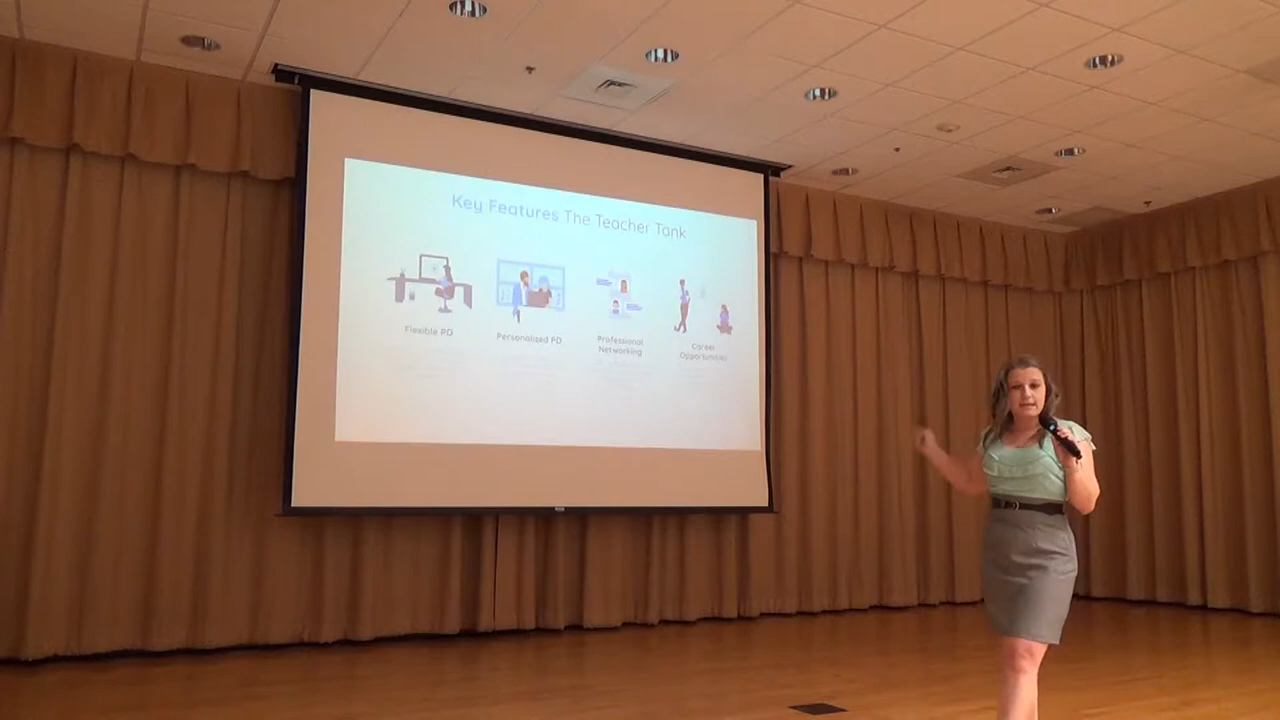 Key Features The Teacher Tank
Flexible PD
Personalized PD
Professional
Networking
Career
Opportunities